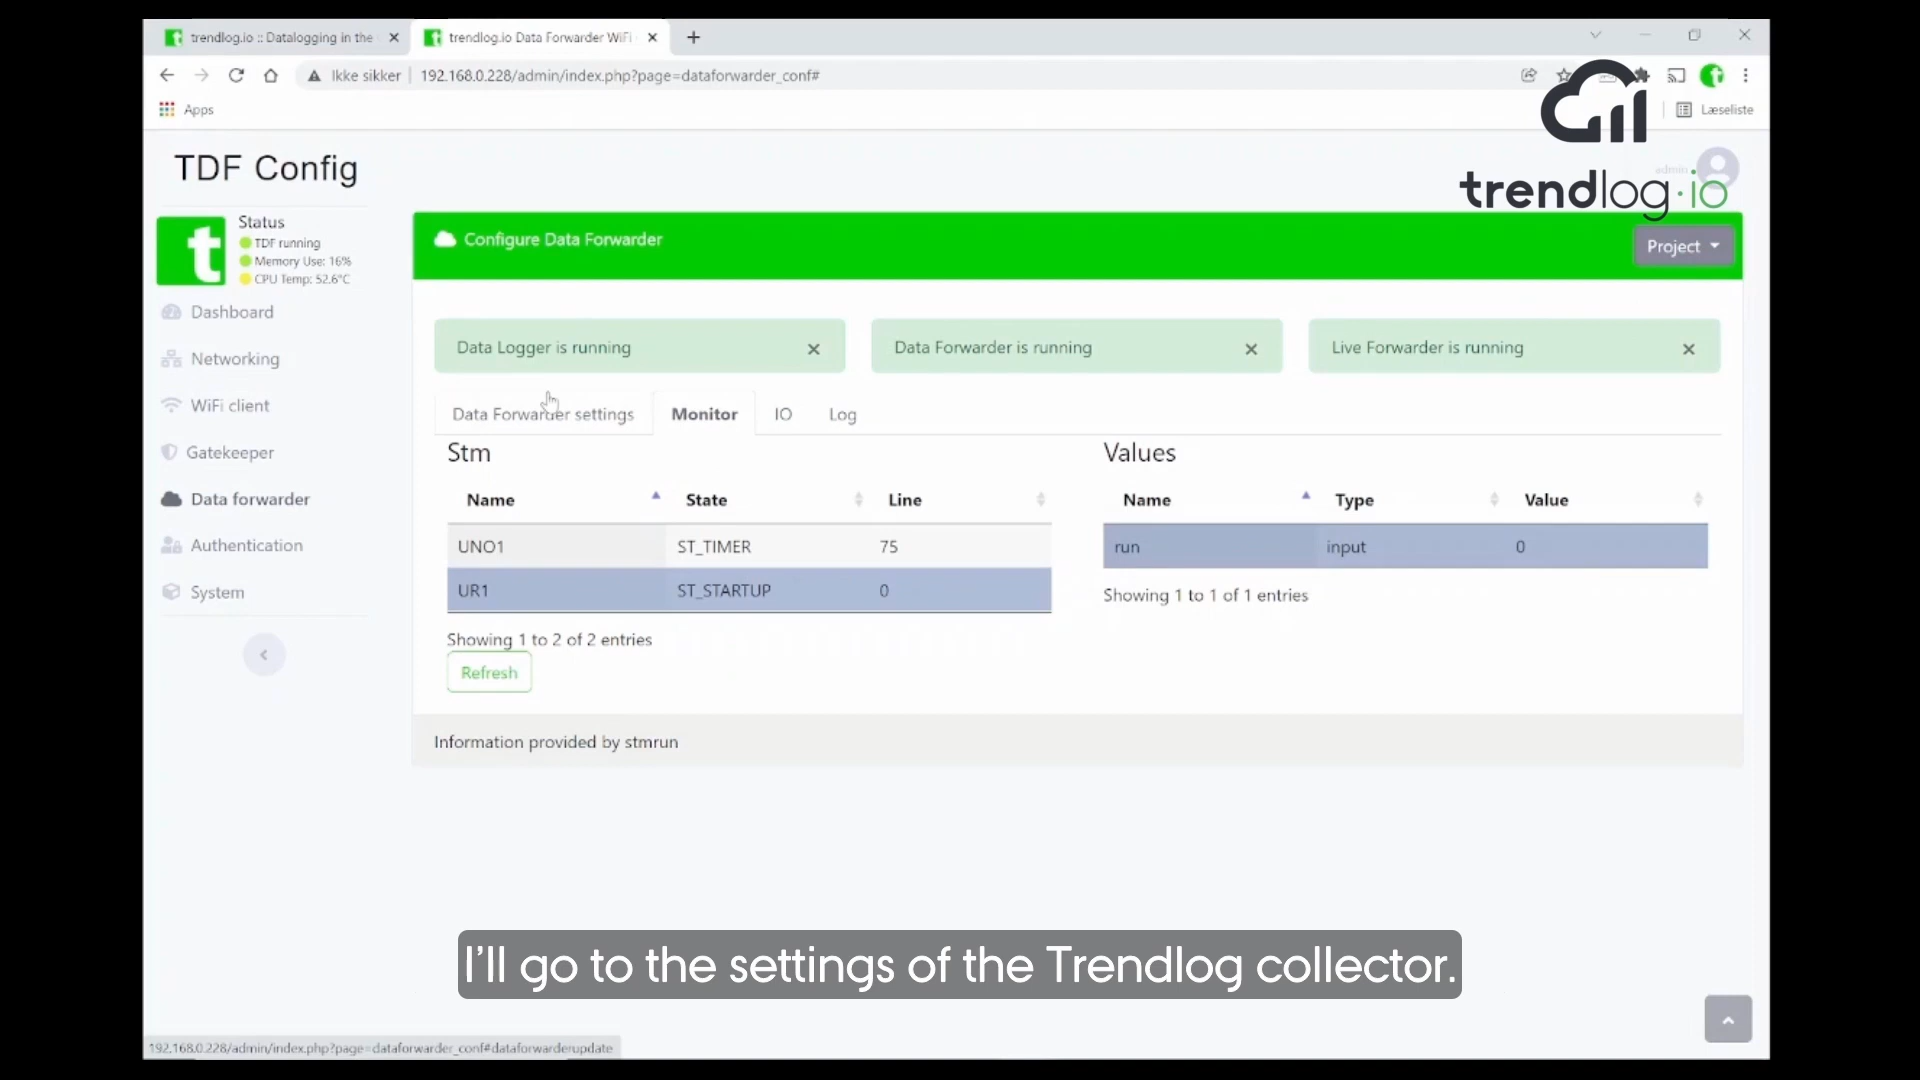 trendlog.io :: Datalogging in the
trendlog.io Data Forwarder WiFi
Ikke sikker
192.168.0.228/admin/index.php?page=dataforwarder_conf#
Apps
Læseliste
TDF Config
admin
trendlog.io
Status
TDF running
Memory Use: 16%
CPU Temp: 52.6°C
Configure Data Forwarder
Project
Dashboard
Networking
WiFi client
Gatekeeper
Data forwarder
Authentication
System
Data Logger is running
Data Forwarder is running
Live Forwarder is running
Data Forwarder settings
Monitor
IO
Log
Stm
Name State Line
UNO1 ST_TIMER 75
UR1 ST_STARTUP 0
Showing 1 to 2 of 2 entries
Refresh
Values
Name Type Value
run input 0
Showing 1 to 1 of 1 entries
Information provided by stmrun
I'll go to the settings of the Trendlog collector.
192.168.0.228/admin/index.php?page=dataforwarder_conf#dataforwarderupdate